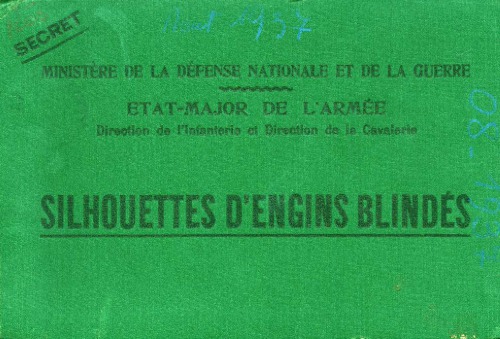 SECRET
1937
MINISTÈRE DE LA DÉFENSE NATIONALE ET DE LA GUERRE
ETAT-MAJOR DE L'ARMÉE
Direction de l'Infanterie et Direction de la Cavalerie
SILHOUETTES D'ENGINS BLINDÉS